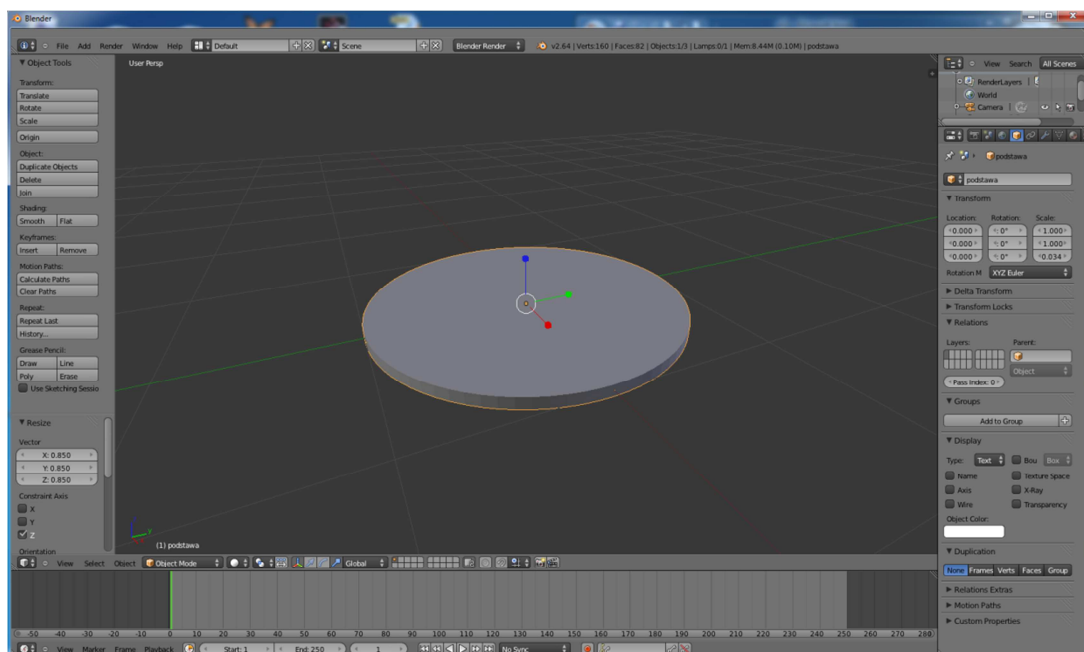 Blender
File Add Render Window Help Default Scene Blender Render v2.64 | Verts:160 | Faces:82 | Objects:1/3 | Lamps:0/1 | Mem:8.44M (0.10M) | podstawa
Object Tools
Transform:
Translate
Rotate
Scale
Origin
Object:
Duplicate Objects
Delete
Join
Shading:
Smooth Flat
Keyframes:
Insert Remove
Motion Paths:
Calculate Paths
Clear Paths
Repeat:
Repeat Last
History...
Grease Pencil:
Draw Line
Poly Erase
Use Sketching Sessio
Resize
Vector
X: 0.850
Y: 0.850
Z: 0.850
Constraint Axis
X
Y
Z
Orientation
User Persp
(1) podstawa
View Select Object Object Mode Global
-50 -40 -30 -20 -10 0 10 20 30 40 50 60 70 80 90 100 110 120 130 140 150 160 170 180 190 200 210 220 230 240 250 260 270 280
View Marker Frame Playback Start: 1 End: 250 1 No Sync
View Search All Scenes
RenderLayers |
World
Camera |
podstawa
podstawa
Transform
Location: Rotation: Scale:
0.000 0° 1.000
0.000 0° 1.000
0.000 0° 0.034
Rotation M XYZ Euler
Delta Transform
Transform Locks
Relations
Layers: Parent:
Object
Pass Index: 0
Groups
Add to Group
Display
Type: Text Bou Box
Name Texture Space
Axis X-Ray
Wire Transparency
Object Color:
Duplication
None Frames Verts Faces Group
Relations Extras
Motion Paths
Custom Properties